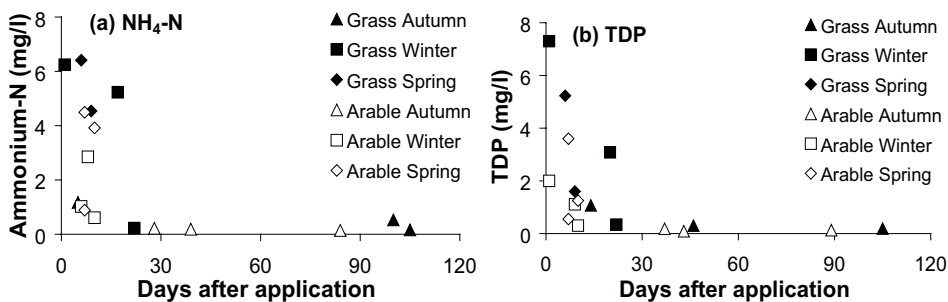 (a) NH4-N
Ammonium-N (mg/l)
8
6
4
2
0
0 30 60 90 120
Days after application
Grass Autumn
Grass Winter
Grass Spring
Arable Autumn
Arable Winter
Arable Spring
(b) TDP
TDP (mg/l)
8
6
4
2
0
0 30 60 90 120
Days after application
Grass Autumn
Grass Winter
Grass Spring
Arable Autumn
Arable Winter
Arable Spring